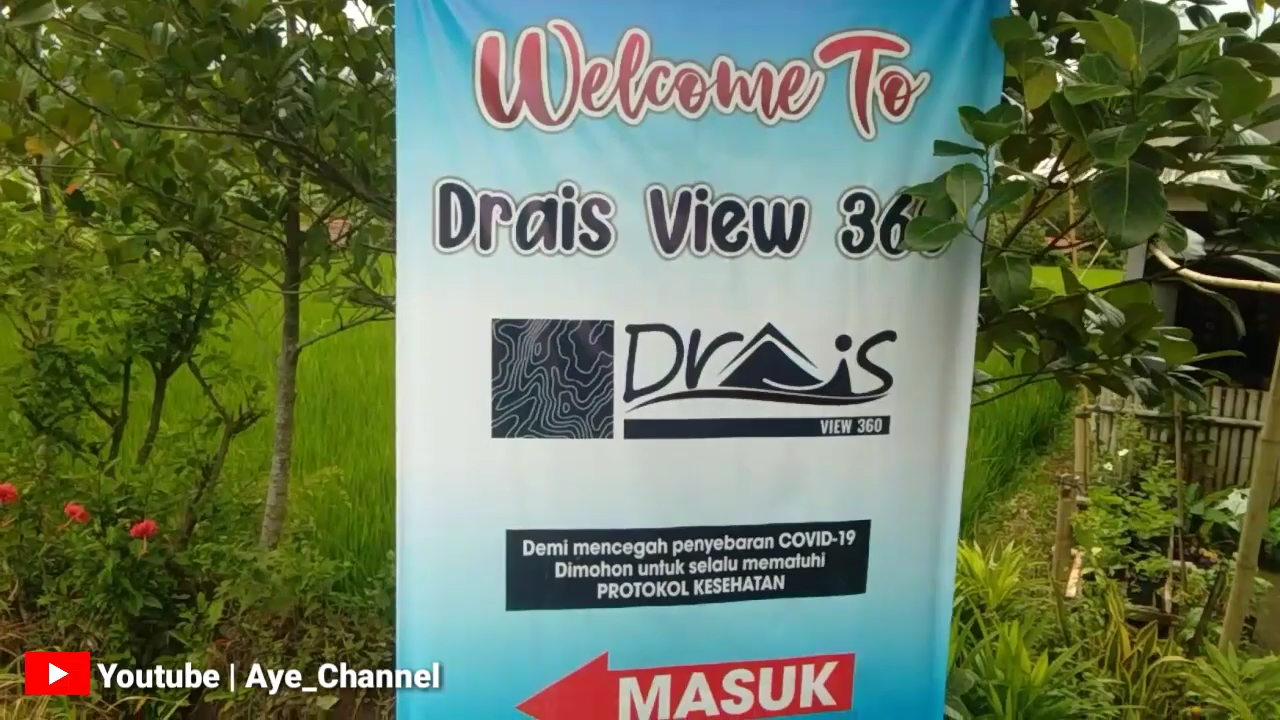 Welcome To
Drais View 360
Drais
VIEW 360
Demi mencegah penyebaran COVID-19
Dimohon untuk selalu mematuhi
PROTOKOL KESEHATAN
MASUK
Youtube | Aye_Channel